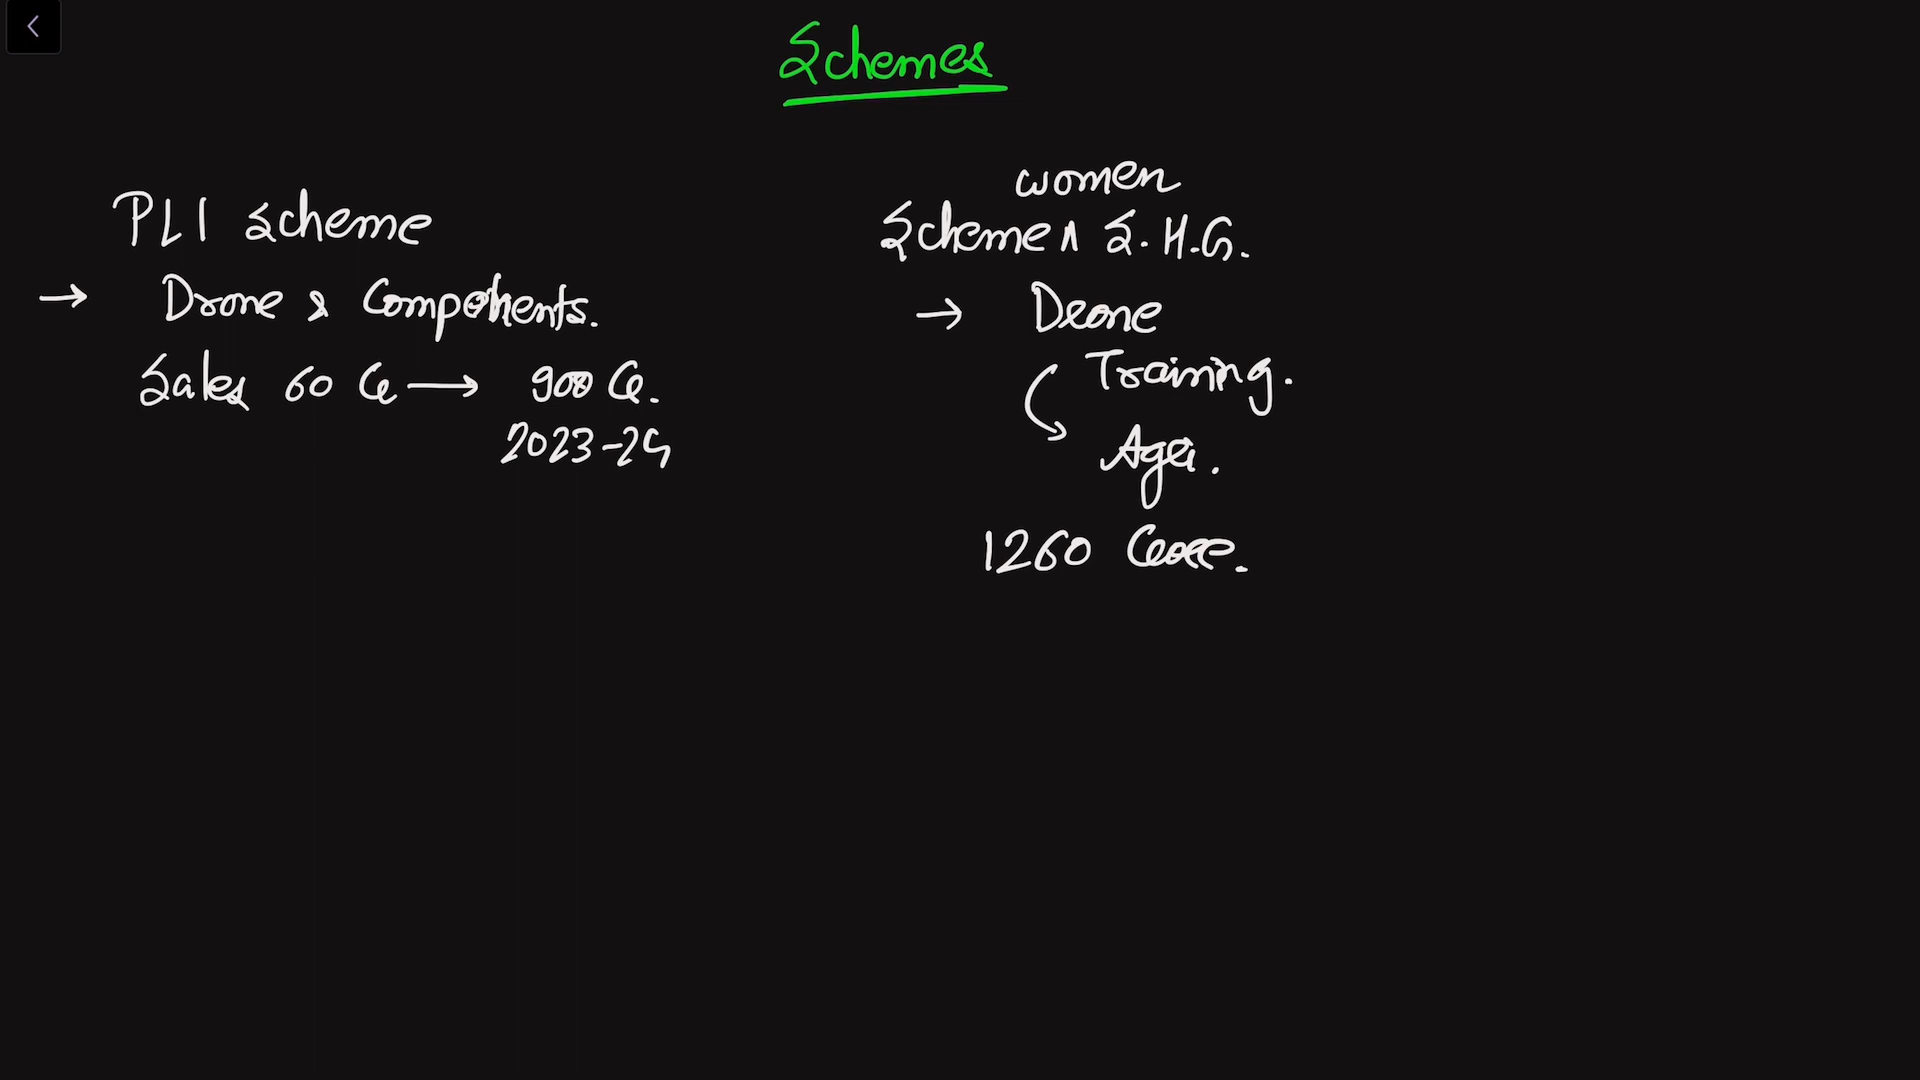 Schemes
PLI Scheme
→ Drone & Components.
Sales 60 Cr → 900 Cr.
2023-24
women
Scheme ^ S.H.G.
→ Drone
Training.
Agri.
1260 Crore.